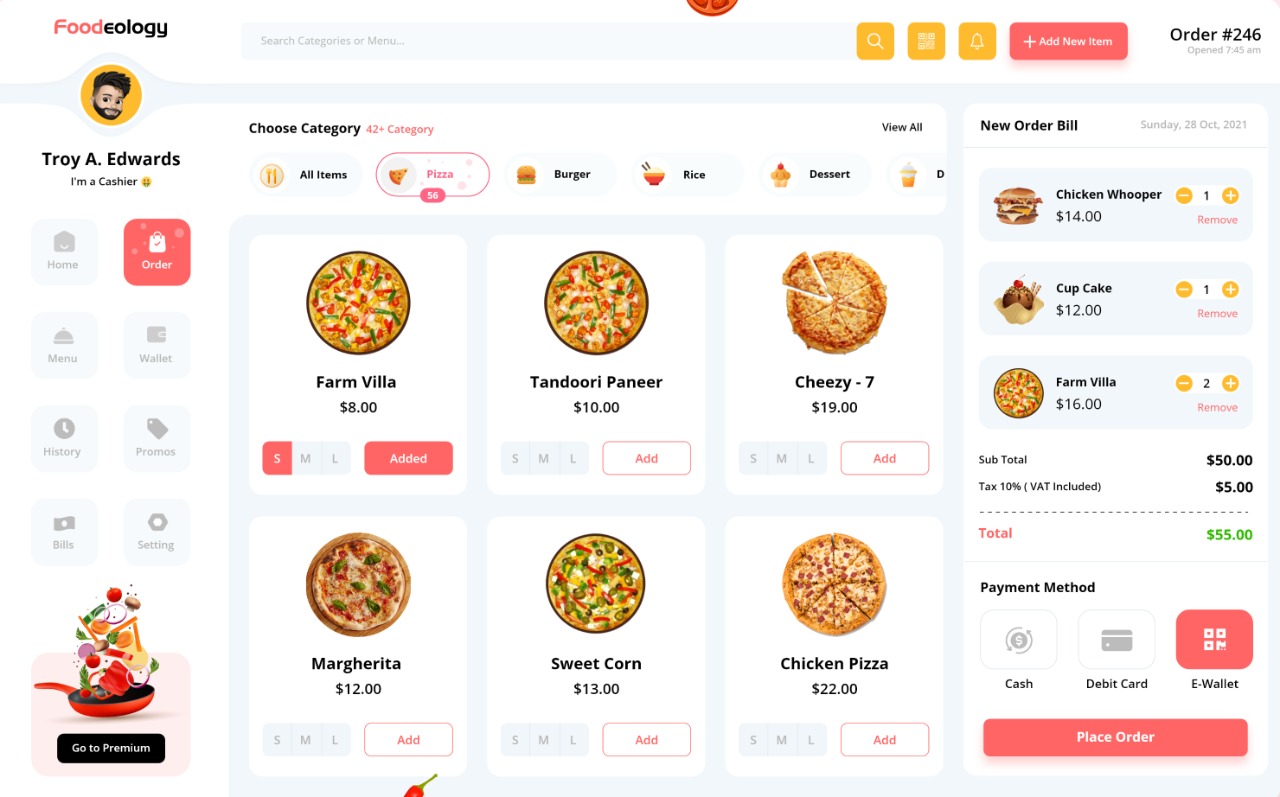 Foodeology
Search Categories or Menu...
Add New Item
Order #246
Opened 7:45 am
Troy A. Edwards
I'm a Cashier
Home
Order
Menu
Wallet
History
Promos
Bills
Setting
Go to Premium
Choose Category 42+ Category
View All
All Items
Pizza
56
Burger
Rice
Dessert
D
Farm Villa
$8.00
S M L
Added
Tandoori Paneer
$10.00
S M L
Add
Cheezy - 7
$19.00
S M L
Add
Margherita
$12.00
S M L
Add
Sweet Corn
$13.00
S M L
Add
Chicken Pizza
$22.00
S M L
Add
New Order Bill
Sunday, 28 Oct, 2021
Chicken Whooper
1
$14.00
Remove
Cup Cake
1
$12.00
Remove
Farm Villa
2
$16.00
Remove
Sub Total $50.00
Tax 10% ( VAT Included) $5.00
Total $55.00
Payment Method
Cash
Debit Card
E-Wallet
Place Order